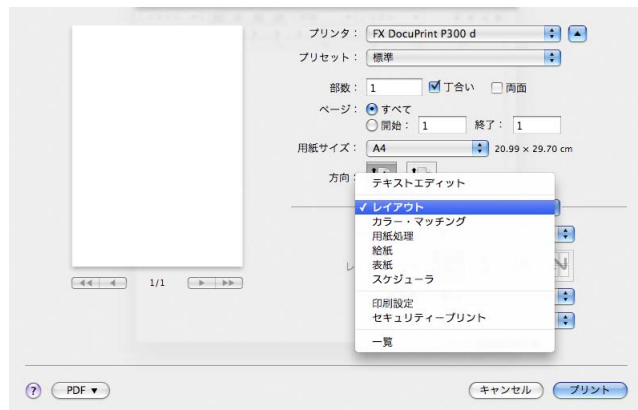 プリンタ： FX DocuPrint P300 d
プリセット： 標準
部数： 1 丁合い 両面
ページ： すべて
開始： 1 終了： 1
用紙サイズ： A4 20.99 × 29.70 cm
方向：
テキストエディット
✓ レイアウト
カラー・マッチング
用紙処理
給紙
表紙
スケジューラ
レ
1/1
印刷設定
セキュリティープリント
一覧
? PDF ▼ キャンセル プリント